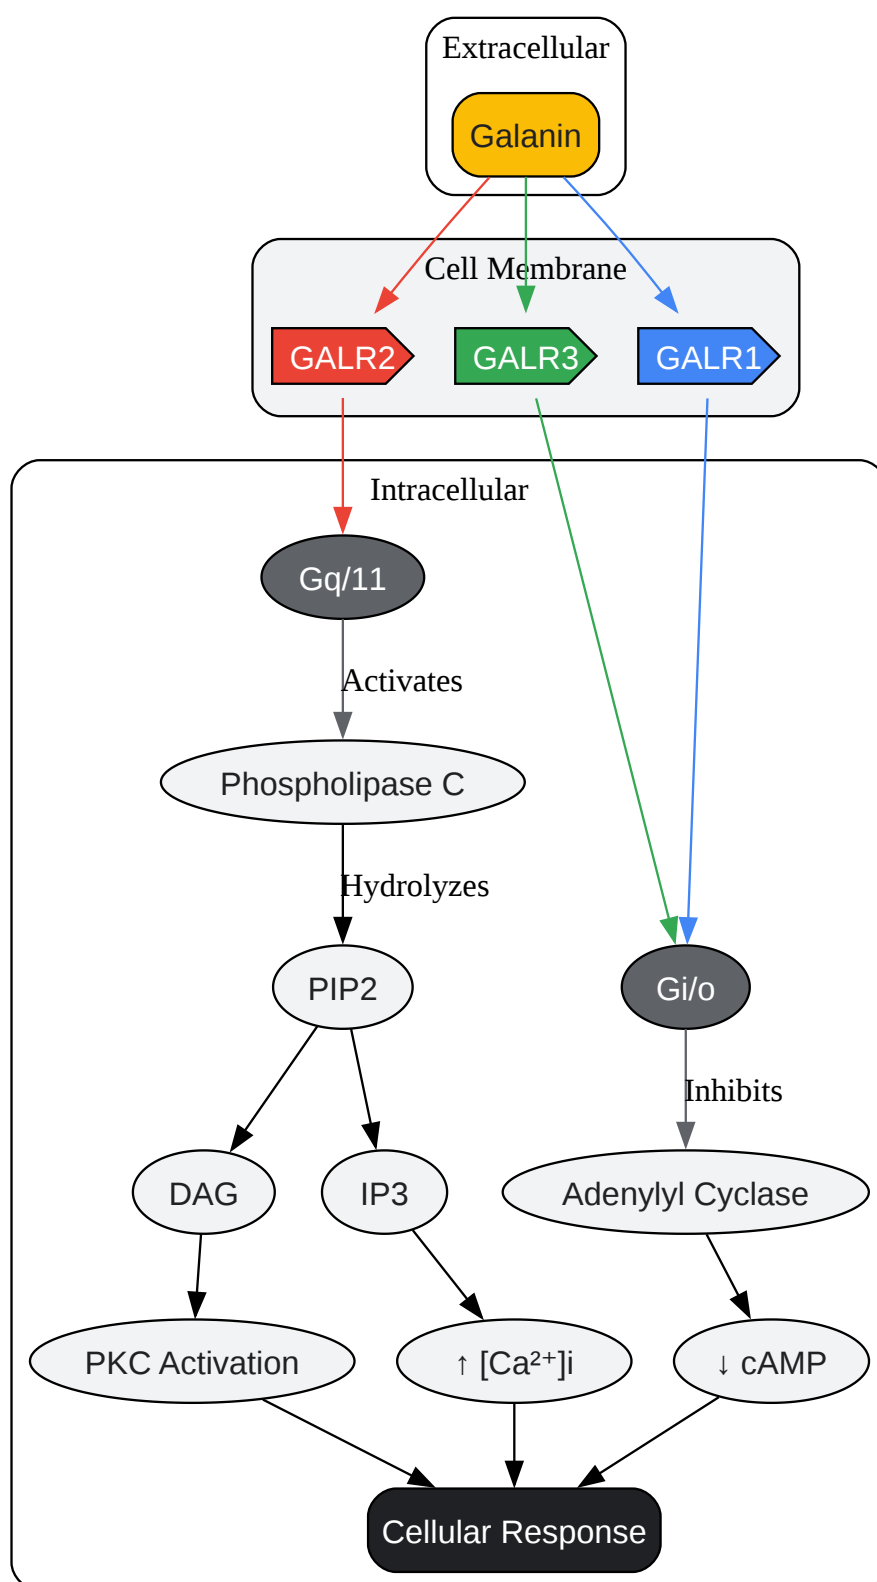 Extracellular
Galanin
Cell Membrane
GALR2
GALR3
GALR1
Intracellular
Gq/11
Activates
Phospholipase C
Hydrolyzes
PIP2
Gi/o
Inhibits
DAG
IP3
Adenylyl Cyclase
PKC Activation
↑ [Ca²⁺]i
↓ cAMP
Cellular Response